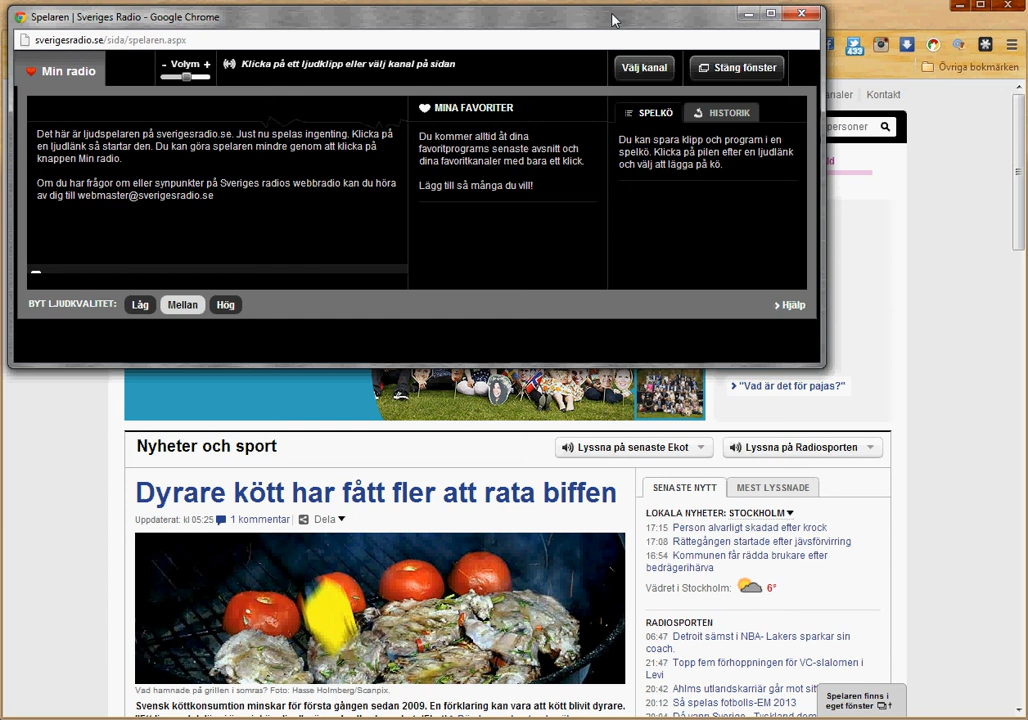 Spelaren | Sveriges Radio - Google Chrome
sverigesradio.se/sida/spelaren.aspx
Min radio
- Volym +
Klicka på ett ljudklipp eller välj kanal på sidan
Välj kanal
Stäng fönster
Det här är ljudspelaren på sverigesradio.se. Just nu spelas ingenting. Klicka på
en ljudlänk så startar den. Du kan göra spelaren mindre genom att klicka på
knappen Min radio.
Om du har frågor om eller synpunkter på Sveriges radios webbradio kan du höra
av dig till webmaster@sverigesradio.se
MINA FAVORITER
Du kommer alltid åt dina
favoritprograms senaste avsnitt och
dina favoritkanaler med bara ett klick.
Lägg till så många du vill!
SPELKÖ
HISTORIK
Du kan spara klipp och program i en
spelkö. Klicka på pilen efter en ljudlänk
och välj att lägga på kö.
BYT LJUDKVALITET:
Låg
Mellan
Hög
Hjälp
433
Övriga bokmärken
analer
Kontakt
personer
"Vad är det för pajas?"
Nyheter och sport
Lyssna på senaste Ekot
Lyssna på Radiosporten
Dyrare kött har fått fler att rata biffen
Uppdaterat: kl 05:25
1 kommentar
Dela
Vad hamnade på grillen i somras? Foto: Hasse Holmberg/Scanpix.
Svensk köttkonsumtion minskar för första gången sedan 2009. En förklaring kan vara att kött blivit dyrare.
SENASTE NYTT
MEST LYSSNADE
LOKALA NYHETER: STOCKHOLM
17:15 Person alvarligt skadad efter krock
17:08 Rättegången startade efter jävsförvirring
16:54 Kommunen får rädda brukare efter
bedrägerihärva
Vädret i Stockholm: 6°
RADIOSPORTEN
06:47 Detroit sämst i NBA- Lakers sparkar sin
coach.
21:47 Topp fem förhoppningen för VC-slalomen i
Levi
20:42 Ahlms utlandskarriär går mot sitt
20:12 Så spelas fotbolls-EM 2013
Spelaren finns i
eget fönster